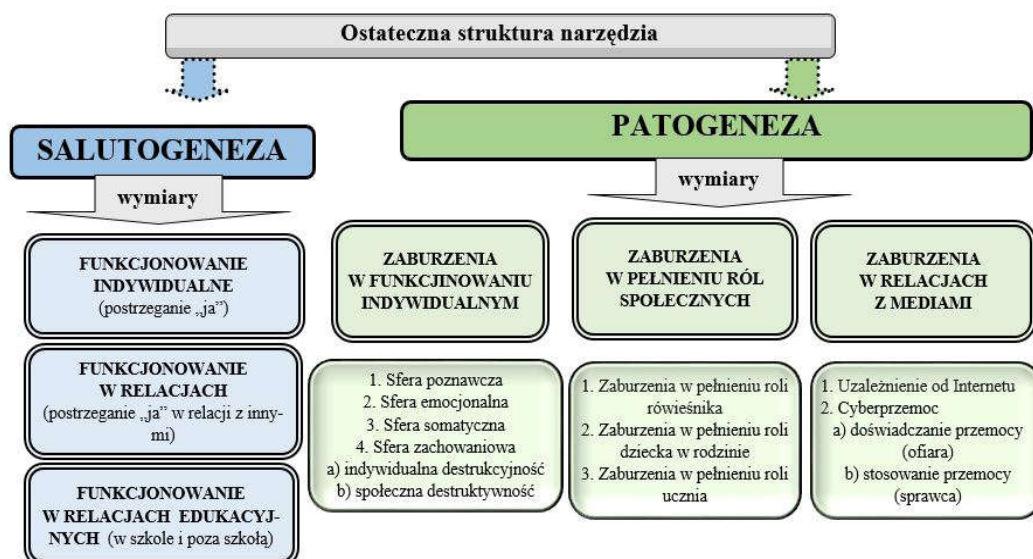 Ostateczna struktura narzędzia
SALUTOGENEZA
wymiary
FUNKCJONOWANIE
INDYWIDUALNE
(postrzeganie „ja”)
FUNKCJONOWANIE
W RELACJACH
(postrzeganie „ja” w relacji z inny-
mi)
FUNKCJONOWANIE
W RELACJACH EDUKACYJ-
NYCH (w szkole i poza szkołą)
PATOGENEZA
wymiary
ZABURZENIA
W FUNKCJINOWANIU
INDYWIDUALNYM
1. Sfera poznawcza
2. Sfera emocjonalna
3. Sfera somatyczna
4. Sfera zachowaniowa
a) indywidualna destrukcyjność
b) społeczna destruktywność
ZABURZENIA
W PEŁNIENIU RÓL
SPOŁECZNYCH
1. Zaburzenia w pełnieniu roli
rówieśnika
2. Zaburzenia w pełnieniu roli
dziecka w rodzinie
3. Zaburzenia w pełnieniu roli
ucznia
ZABURZENIA
W RELACJACH
Z MEDIAMI
1. Uzależnienie od Internetu
2. Cyberprzemoc
a) doświadczanie przemocy
(ofiara)
b) stosowanie przemocy
(sprawca)